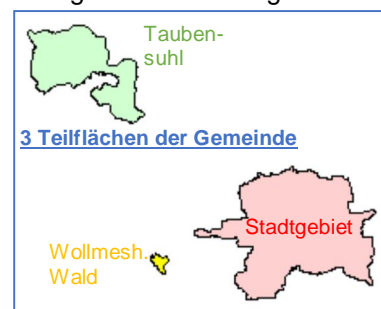 Tauben-
suhl
3 Teilflächen der Gemeinde
Stadtgebiet
Wollmesh.
Wald